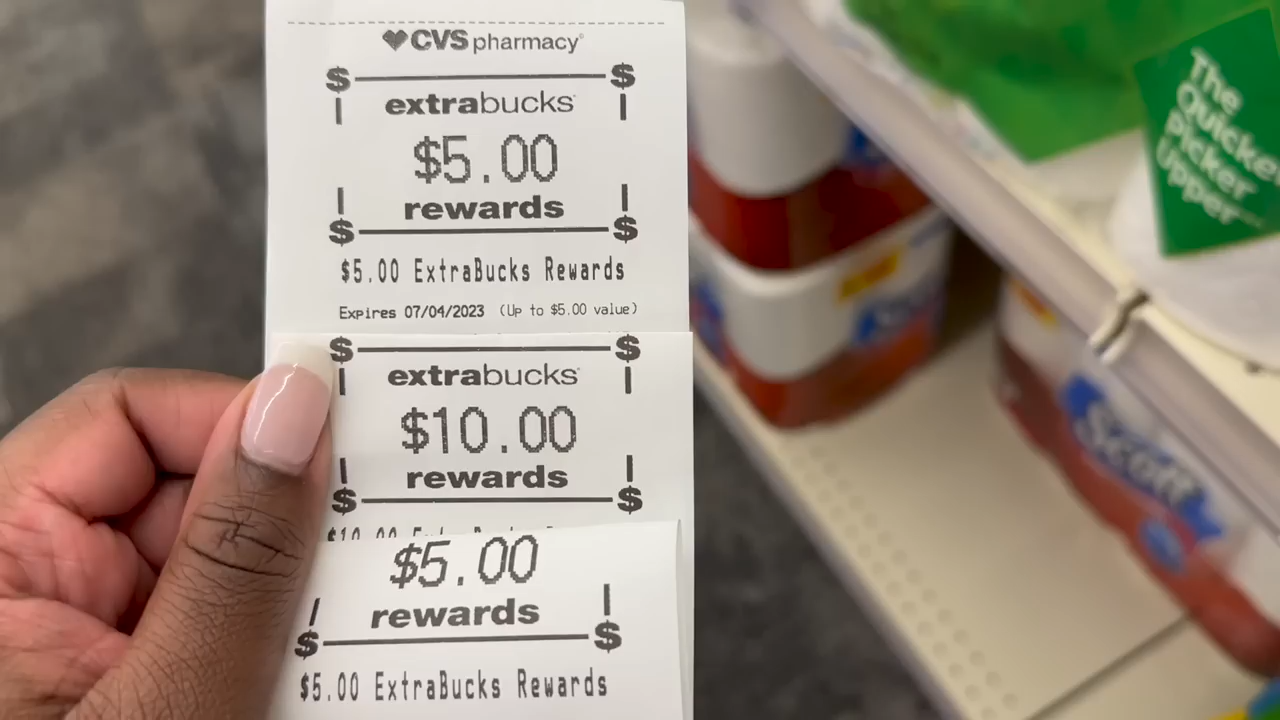 CVS pharmacy
$ $
extrabucks
$5.00
rewards
$ $
$5.00 ExtraBucks Rewards
Expires 07/04/2023 (Up to $5.00 value)
$ $
extrabucks
$10.00
rewards
$ $
$5.00
rewards
$ $
$5.00 ExtraBucks Rewards
The
Quicker
Picker
Upper
Scott